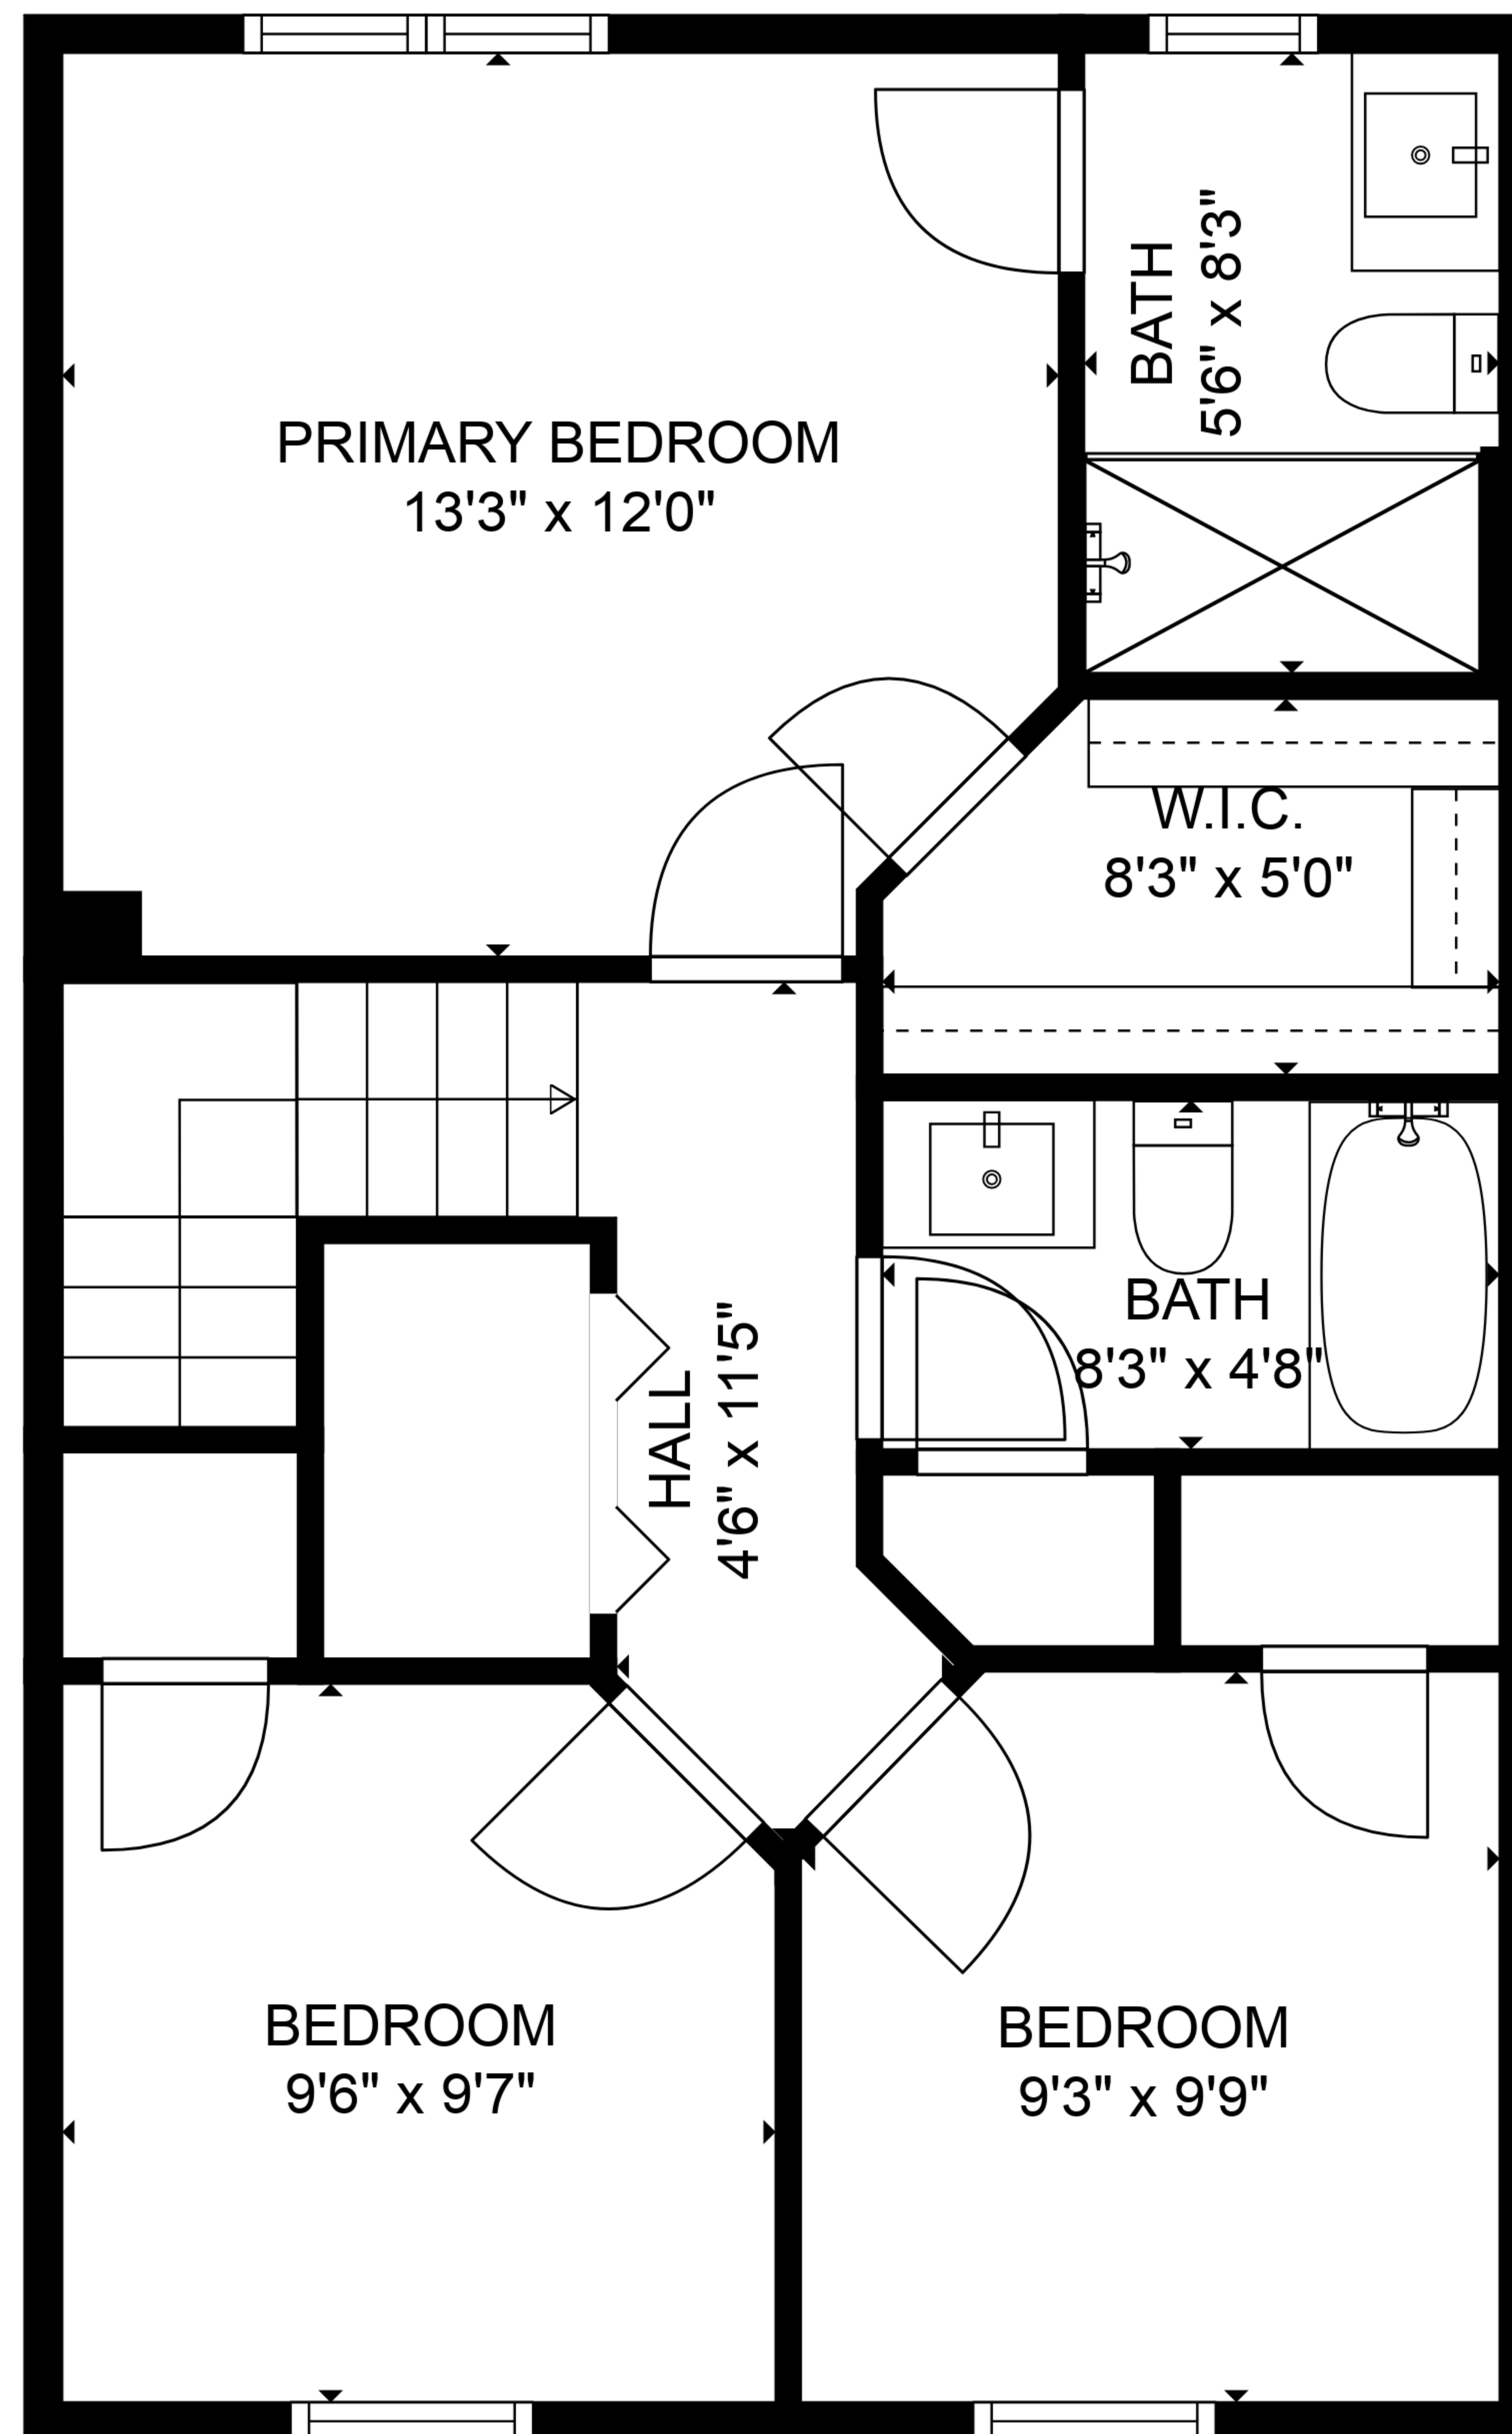 PRIMARY BEDROOM
13'3" x 12'0"
BATH
5'6" x 8'3"
W.I.C.
8'3" x 5'0"
BATH
8'3" x 4'8"
HALL
4'6" x 11'5"
BEDROOM
9'6" x 9'7"
BEDROOM
9'3" x 9'9"